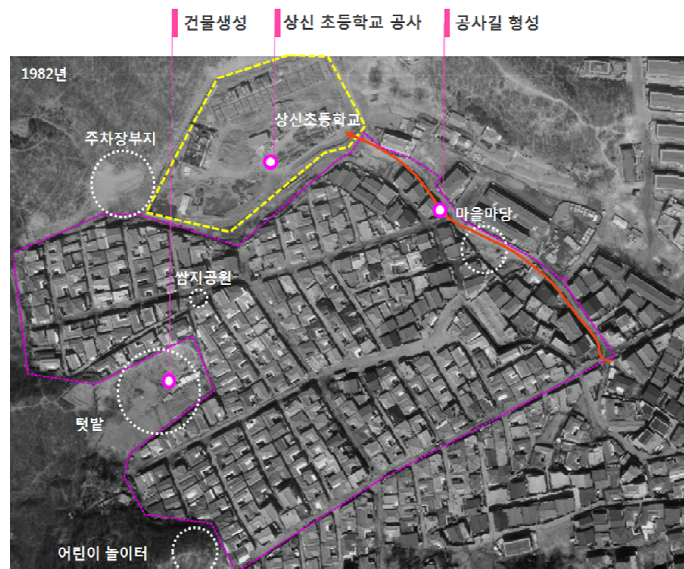 건물생성
상신 초등학교 공사
공사길 형성
1982년
상신초등학교
주차장부지
마을마당
쌈지공원
텃밭
어린이 놀이터